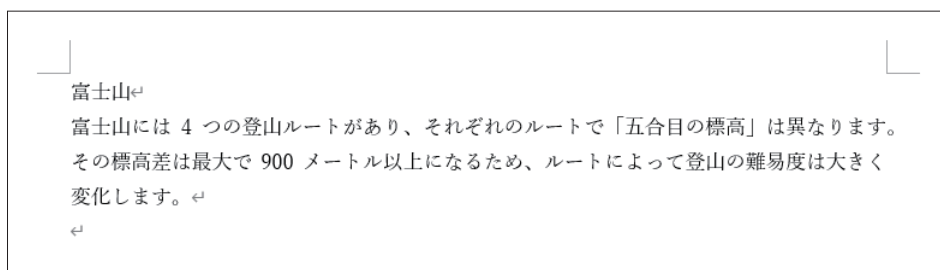 富士山
富士山には 4 つの登山ルートがあり、それぞれのルートで「五合目の標高」は異なります。
その標高差は最大で 900 メートル以上になるため、ルートによって登山の難易度は大きく
変化します。